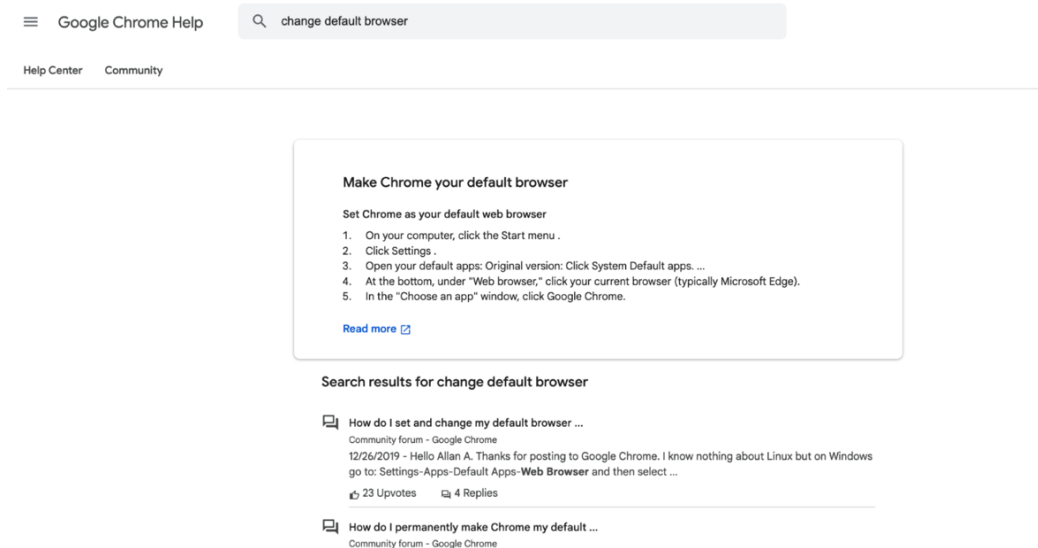 Google Chrome Help
change default browser
Help Center Community
Make Chrome your default browser
Set Chrome as your default web browser
1. On your computer, click the Start menu .
2. Click Settings .
3. Open your default apps: Original version: Click System Default apps. ...
4. At the bottom, under "Web browser," click your current browser (typically Microsoft Edge).
5. In the "Choose an app" window, click Google Chrome.
Read more
Search results for change default browser
How do I set and change my default browser ...
Community forum - Google Chrome
12/26/2019 - Hello Allan A. Thanks for posting to Google Chrome. I know nothing about Linux but on Windows
go to: Settings-Apps-Default Apps-Web Browser and then select ...
23 Upvotes 4 Replies
How do I permanently make Chrome my default ...
Community forum - Google Chrome